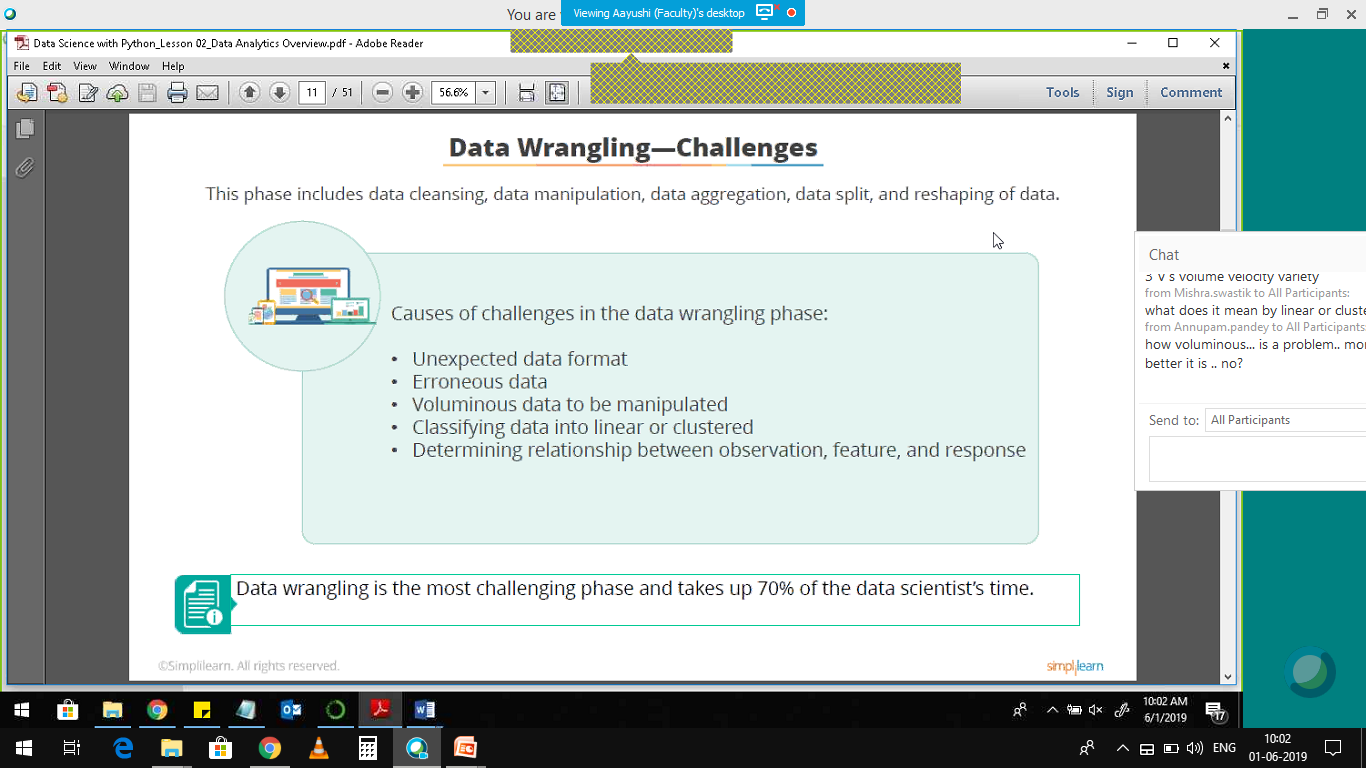 You are
Viewing Aayushi (Faculty)'s desktop
Data Science with Python_Lesson 02_Data Analytics Overview.pdf - Adobe Reader
File Edit View Window Help
11 / 51 56.6% Tools Sign Comment
Data Wrangling—Challenges
This phase includes data cleansing, data manipulation, data aggregation, data split, and reshaping of data.
Causes of challenges in the data wrangling phase:
• Unexpected data format
• Erroneous data
• Voluminous data to be manipulated
• Classifying data into linear or clustered
• Determining relationship between observation, feature, and response
Data wrangling is the most challenging phase and takes up 70% of the data scientist's time.
©Simplilearn. All rights reserved.
simplilearn
Chat
3 V's volume velocity variety
from Mishra.swastik to All Participants:
what does it mean by linear or cluste
from Annupam.pandey to All Participants:
how voluminous... is a problem.. mor
better it is .. no?
Send to: All Participants
10:02 AM
6/1/2019
17
ENG
10:02
01-06-2019